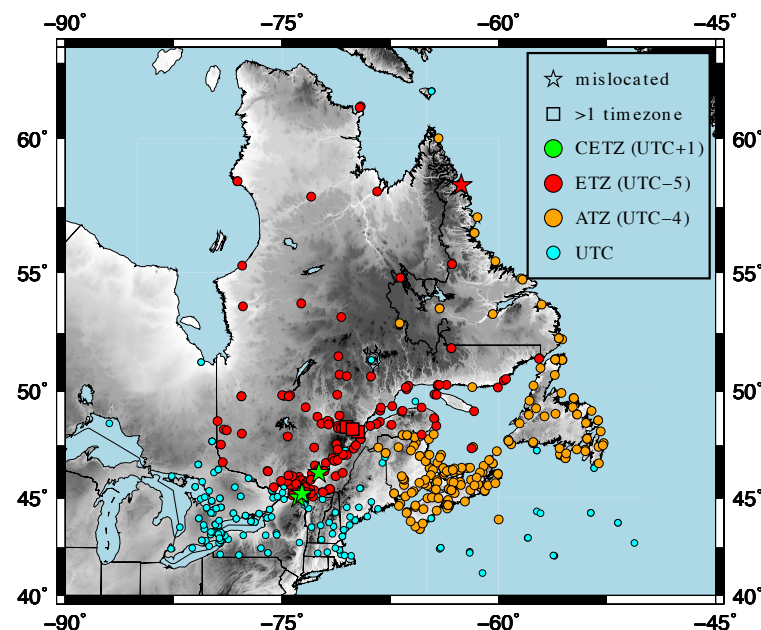 −90° −75° −60° −45°
mislocated
>1 timezone
60° 60°
CETZ (UTC+1)
ETZ (UTC−5)
ATZ (UTC−4)
UTC
55° 55°
50° 50°
45° 45°
40° 40°
−90° −75° −60° −45°